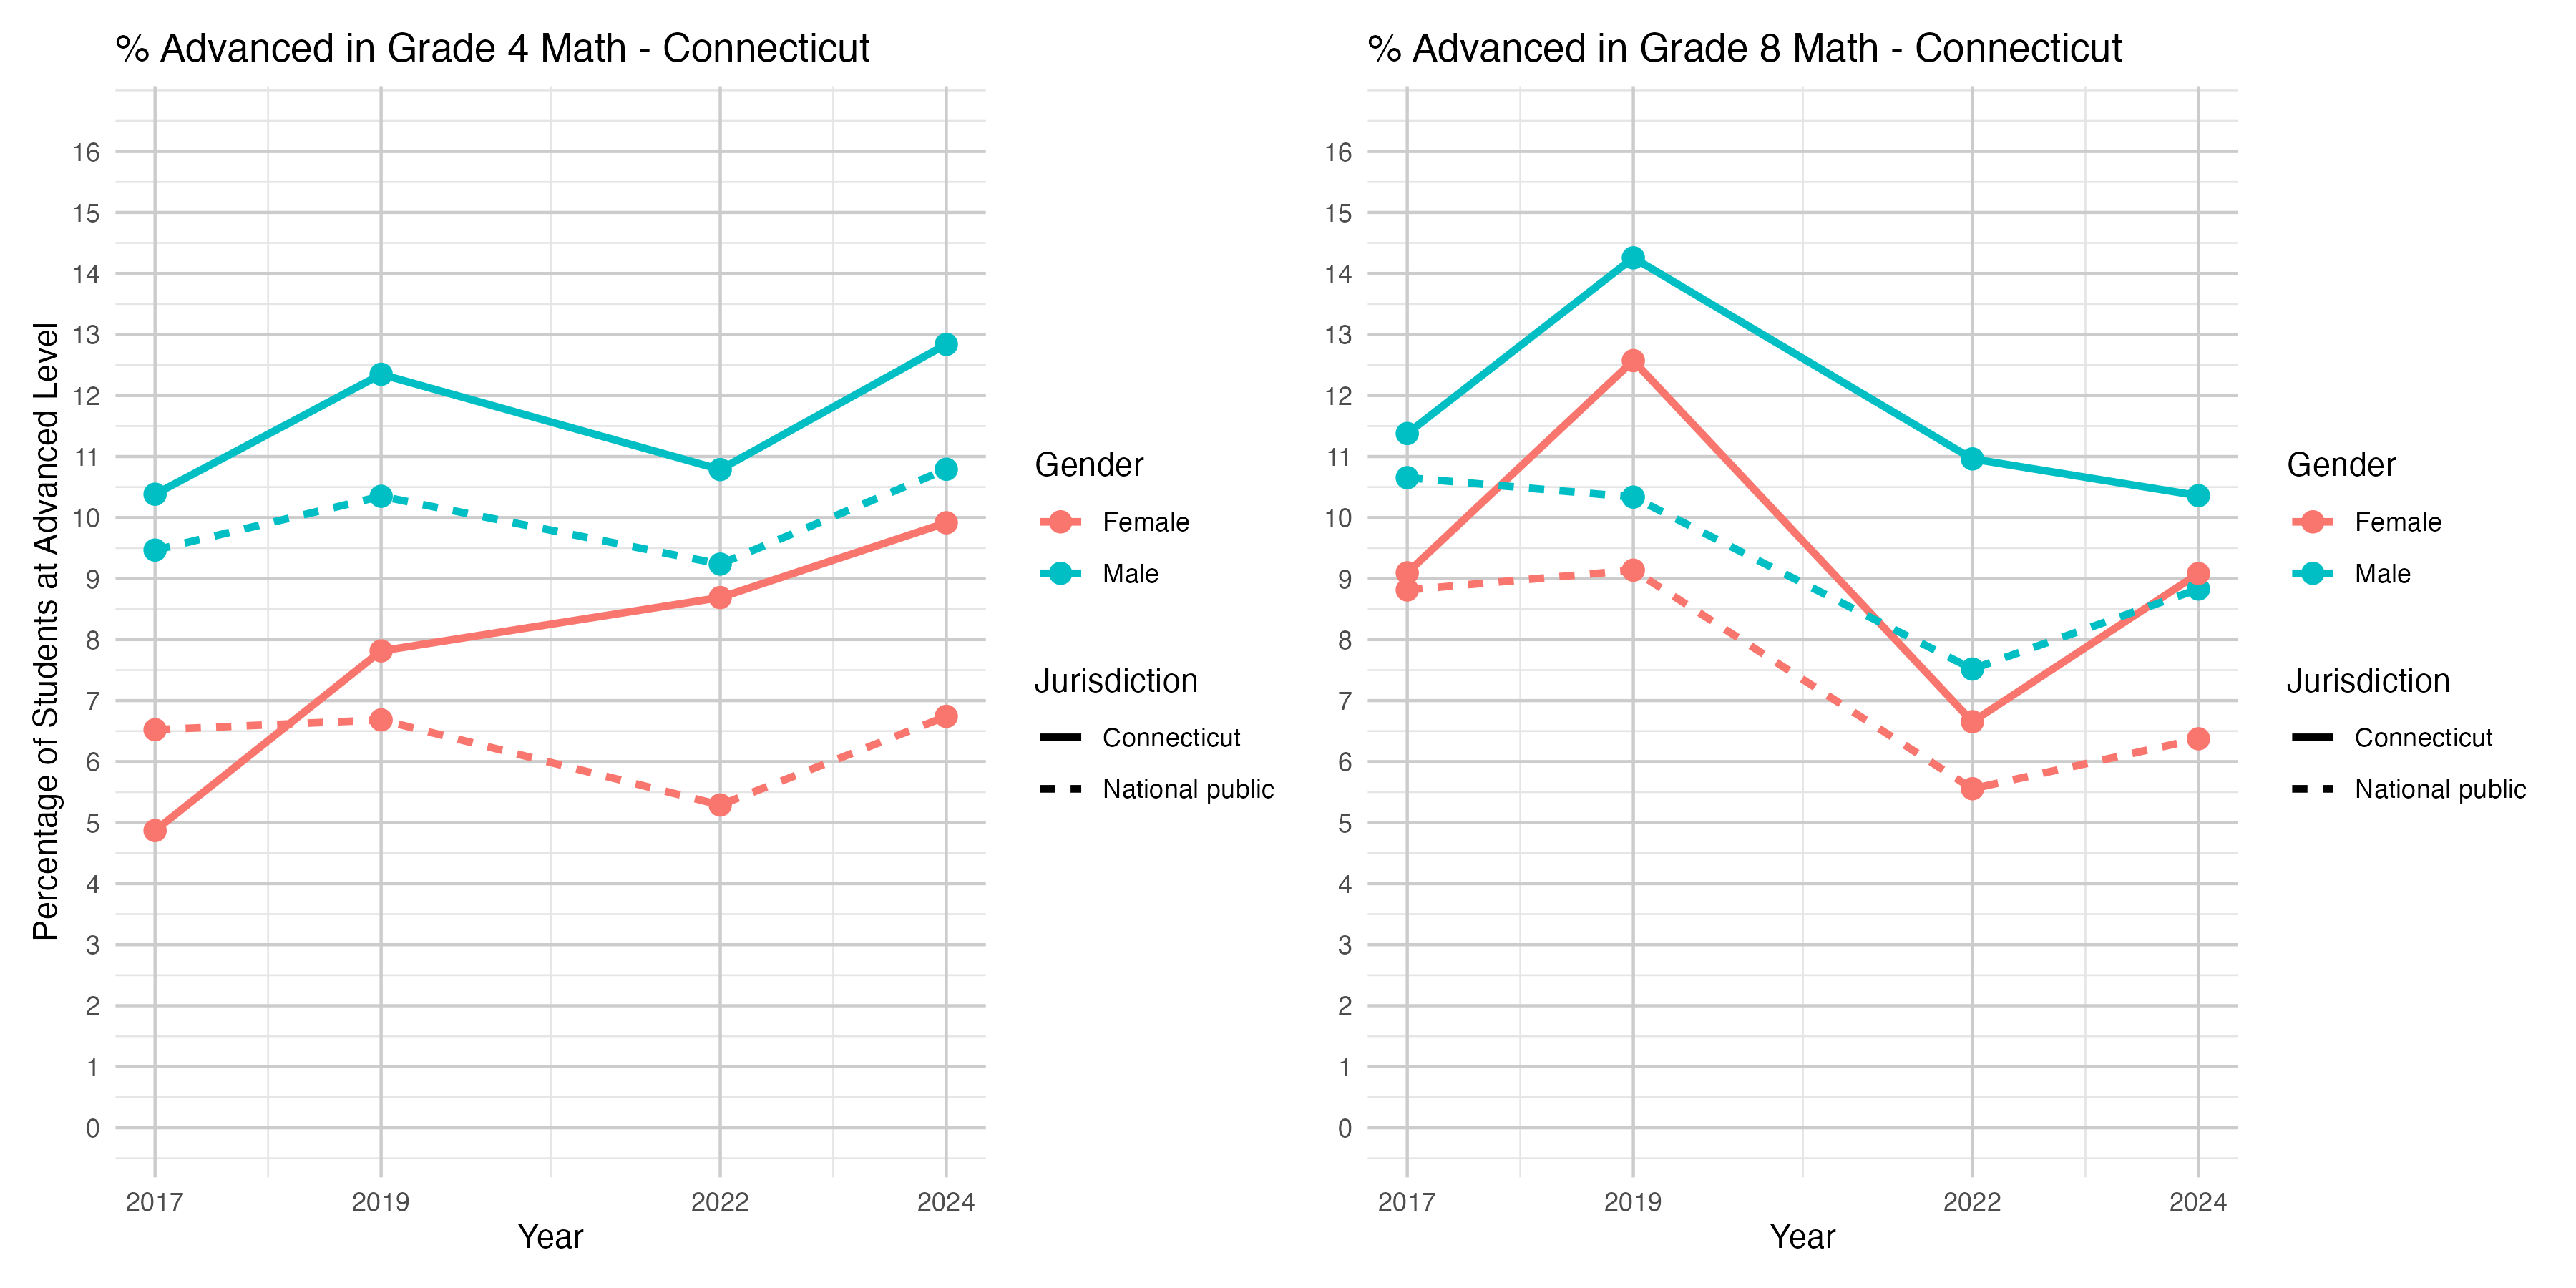 % Advanced in Grade 4 Math - Connecticut
Percentage of Students at Advanced Level
16
15
14
13
12
11
10
9
8
7
6
5
4
3
2
1
0
2017 2019 2022 2024
Year
Gender
Female
Male
Jurisdiction
Connecticut
National public
% Advanced in Grade 8 Math - Connecticut
16
15
14
13
12
11
10
9
8
7
6
5
4
3
2
1
0
2017 2019 2022 2024
Year
Gender
Female
Male
Jurisdiction
Connecticut
National public